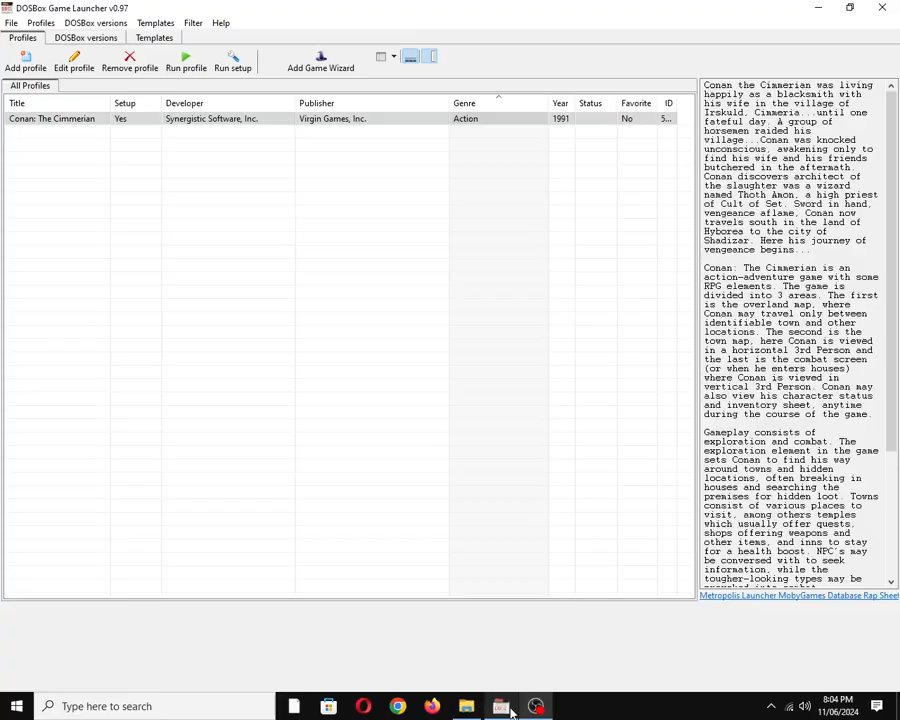 DOSBox Game Launcher v0.97
File Profiles DOSBox versions Templates Filter Help
Profiles DOSBox versions Templates
Add profile Edit profile Remove profile Run profile Run setup Add Game Wizard
All Profiles
Title Setup Developer Publisher Genre Year Status Favorite ID
Conan: The Cimmerian Yes Synergistic Software, Inc. Virgin Games, Inc. Action 1991 No 5...
Conan the Cimmerian was living
happily as a blacksmith with
his wife in the village of
Irskuld, Cimmeria...until one
fateful day. A group of
horsemen raided his
village...Conan was knocked
unconscious, awakening only to
find his wife and his friends
butchered in the aftermath.
Conan discovers architect of
the slaughter was a wizard
named Thoth Amon, a high priest
of Cult of Set. Sword in hand,
vengeance aflame, Conan now
travels south in the land of
Hyborea to the city of
Shadizar. Here his journey of
vengeance begins...
Conan: The Cimmerian is an
action-adventure game with some
RPG elements. The game is
divided into 3 areas. The first
is the overland map, where
Conan may travel only between
identifiable town and other
locations. The second is the
town map, here Conan is viewed
in a horizontal 3rd Person and
the last is the combat screen
(or when he enters houses)
where Conan is viewed in
vertical 3rd Person. Conan may
also view his character status
and inventory sheet, anytime
during the course of the game.
Gameplay consists of
exploration and combat. The
exploration element in the game
sets Conan to find his way
around towns and hidden
locations, often breaking in
houses and searching the
premises for hidden loot. Towns
consist of various places to
visit, among others temples
which usually offer quests,
shops offering weapons and
other items, and inns to stay
for a health boost. NPC's may
be conversed with to seek
information, while the
tougher-looking types may be
Metropolis Launcher MobyGames Database Rap Sheet
Type here to search
8:04 PM
11/06/2024